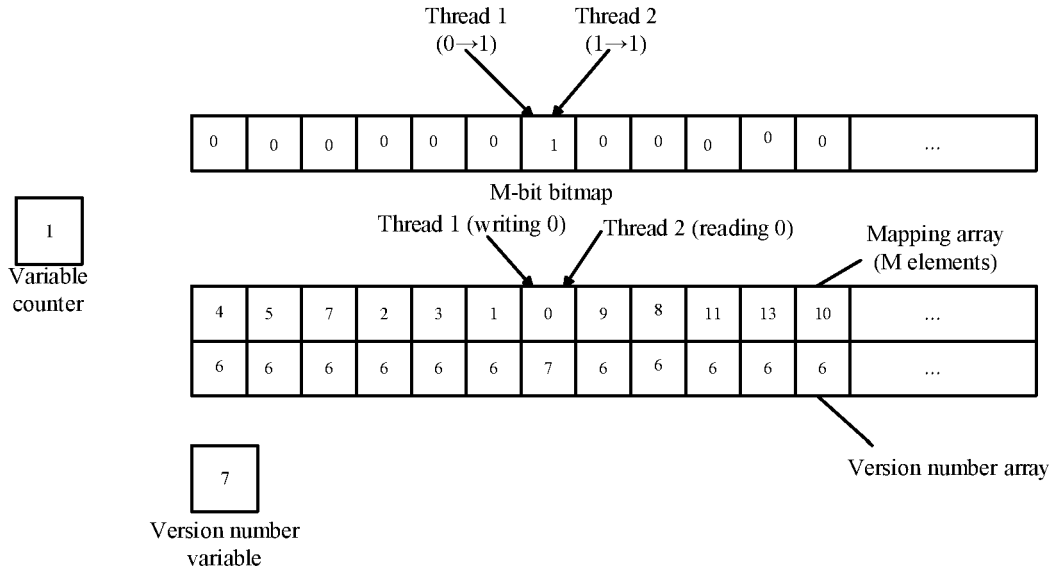 Thread 1
(0→1)
Thread 2
(1→1)
0 0 0 0 0 0 1 0 0 0 0 0 ...
M-bit bitmap
1
Variable
counter
Thread 1 (writing 0)
Thread 2 (reading 0)
Mapping array
(M elements)
4 5 7 2 3 1 0 9 8 11 13 10 ...
6 6 6 6 6 6 7 6 6 6 6 6 ...
Version number array
7
Version number
variable